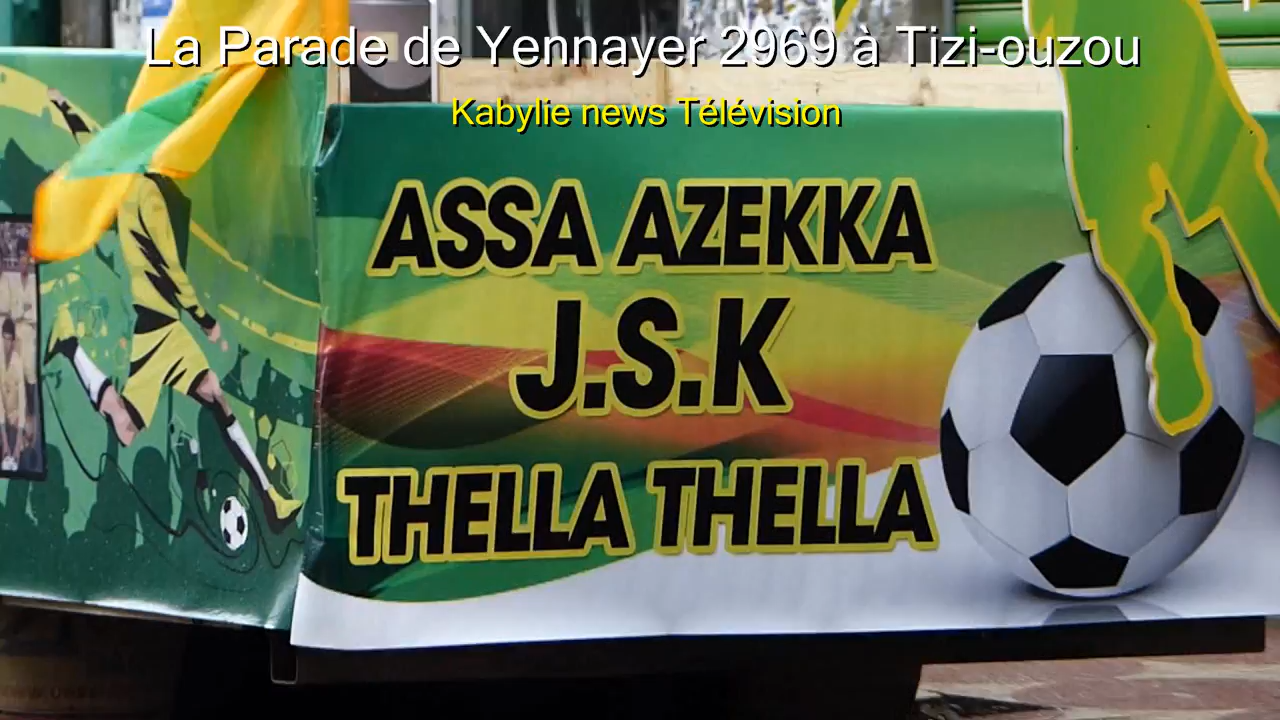 La Parade de Yennayer 2969 à Tizi-ouzou
Kabylie news Télévision
ASSA AZEKKA
J.S.K
THELLA THELLA